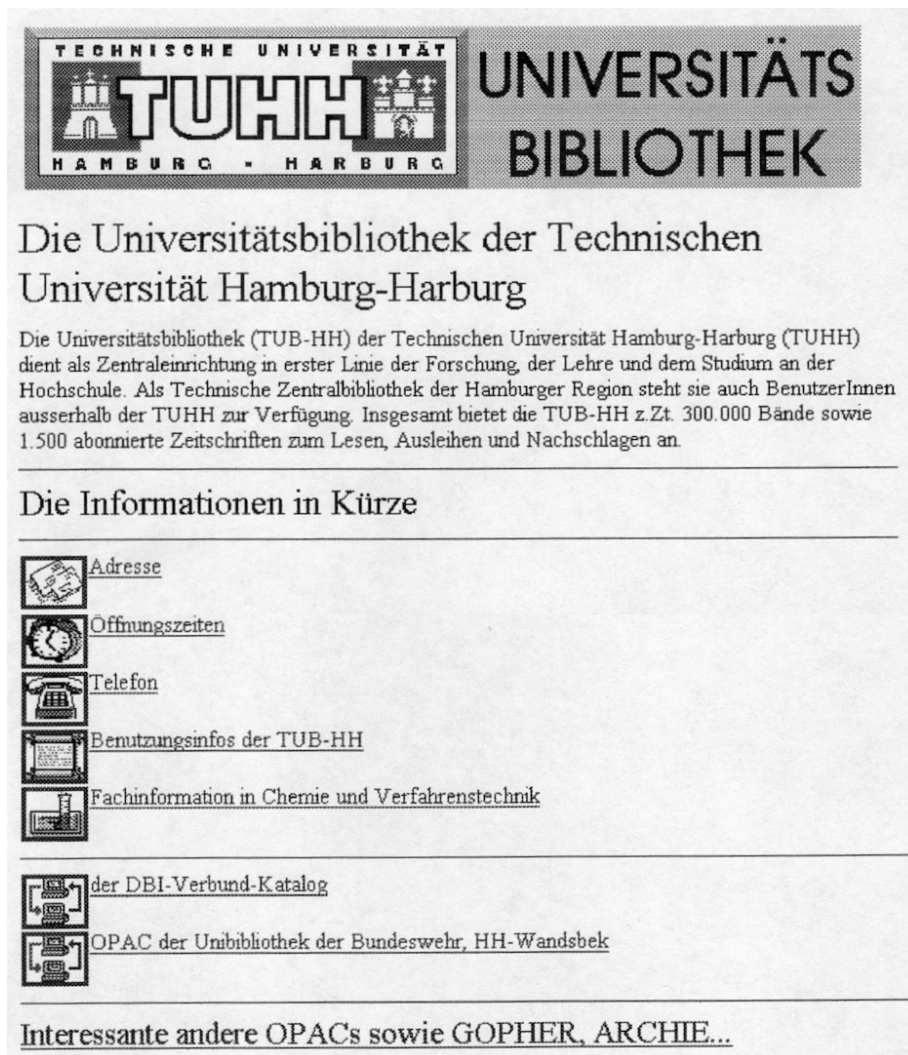 TECHNISCHE UNIVERSITÄT
TUHH
HAMBURG - HARBURG
UNIVERSITÄTS
BIBLIOTHEK
Die Universitätsbibliothek der Technischen
Universität Hamburg-Harburg
Die Universitätsbibliothek (TUB-HH) der Technischen Universität Hamburg-Harburg (TUHH)
dient als Zentraleinrichtung in erster Linie der Forschung, der Lehre und dem Studium an der
Hochschule. Als Technische Zentralbibliothek der Hamburger Region steht sie auch BenutzerInnen
ausserhalb der TUHH zur Verfügung. Insgesamt bietet die TUB-HH z.Zt. 300.000 Bände sowie
1.500 abonnierte Zeitschriften zum Lesen, Ausleihen und Nachschlagen an.
Die Informationen in Kürze
Adresse
Öffnungszeiten
Telefon
Benutzungsinfos der TUB-HH
Fachinformation in Chemie und Verfahrenstechnik
der DBI-Verbund-Katalog
OPAC der Unibibliothek der Bundeswehr, HH-Wandsbek
Interessante andere OPACs sowie GOPHER, ARCHIE...